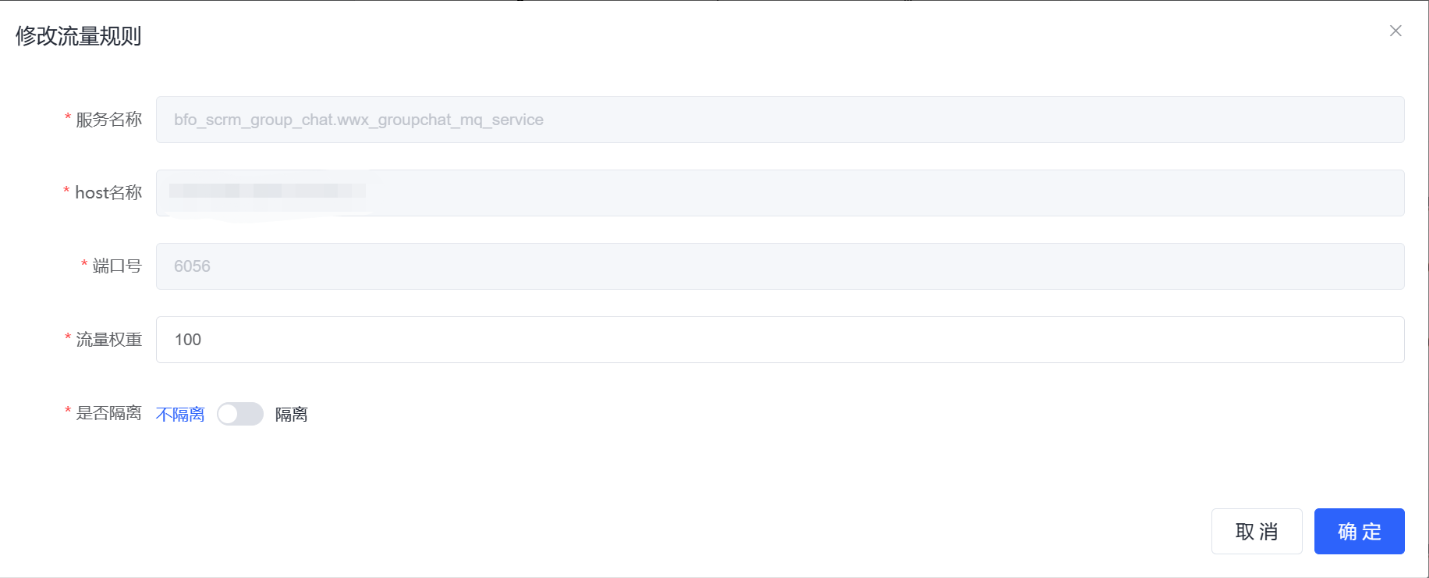 修改流量规则
* 服务名称 bfo_scrm_group_chat.wwx_groupchat_mq_service
* host名称
* 端口号 6056
* 流量权重 100
* 是否隔离 不隔离 隔离
取消 确定